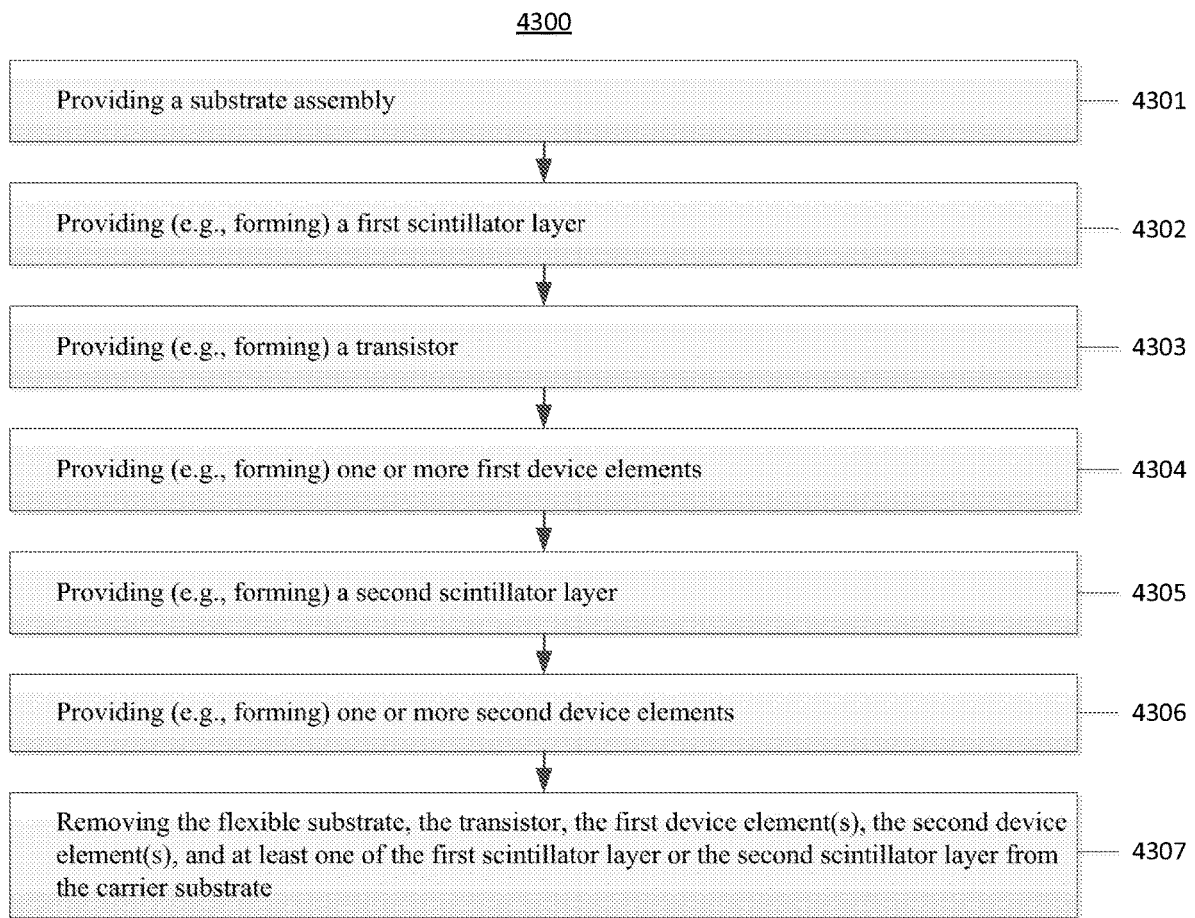 4300
Providing a substrate assembly
4301
Providing (e.g., forming) a first scintillator layer
4302
Providing (e.g., forming) a transistor
4303
Providing (e.g., forming) one or more first device elements
4304
Providing (e.g., forming) a second scintillator layer
4305
Providing (e.g., forming) one or more second device elements
4306
Removing the flexible substrate, the transistor, the first device element(s), the second device
element(s), and at least one of the first scintillator layer or the second scintillator layer from
the carrier substrate
4307